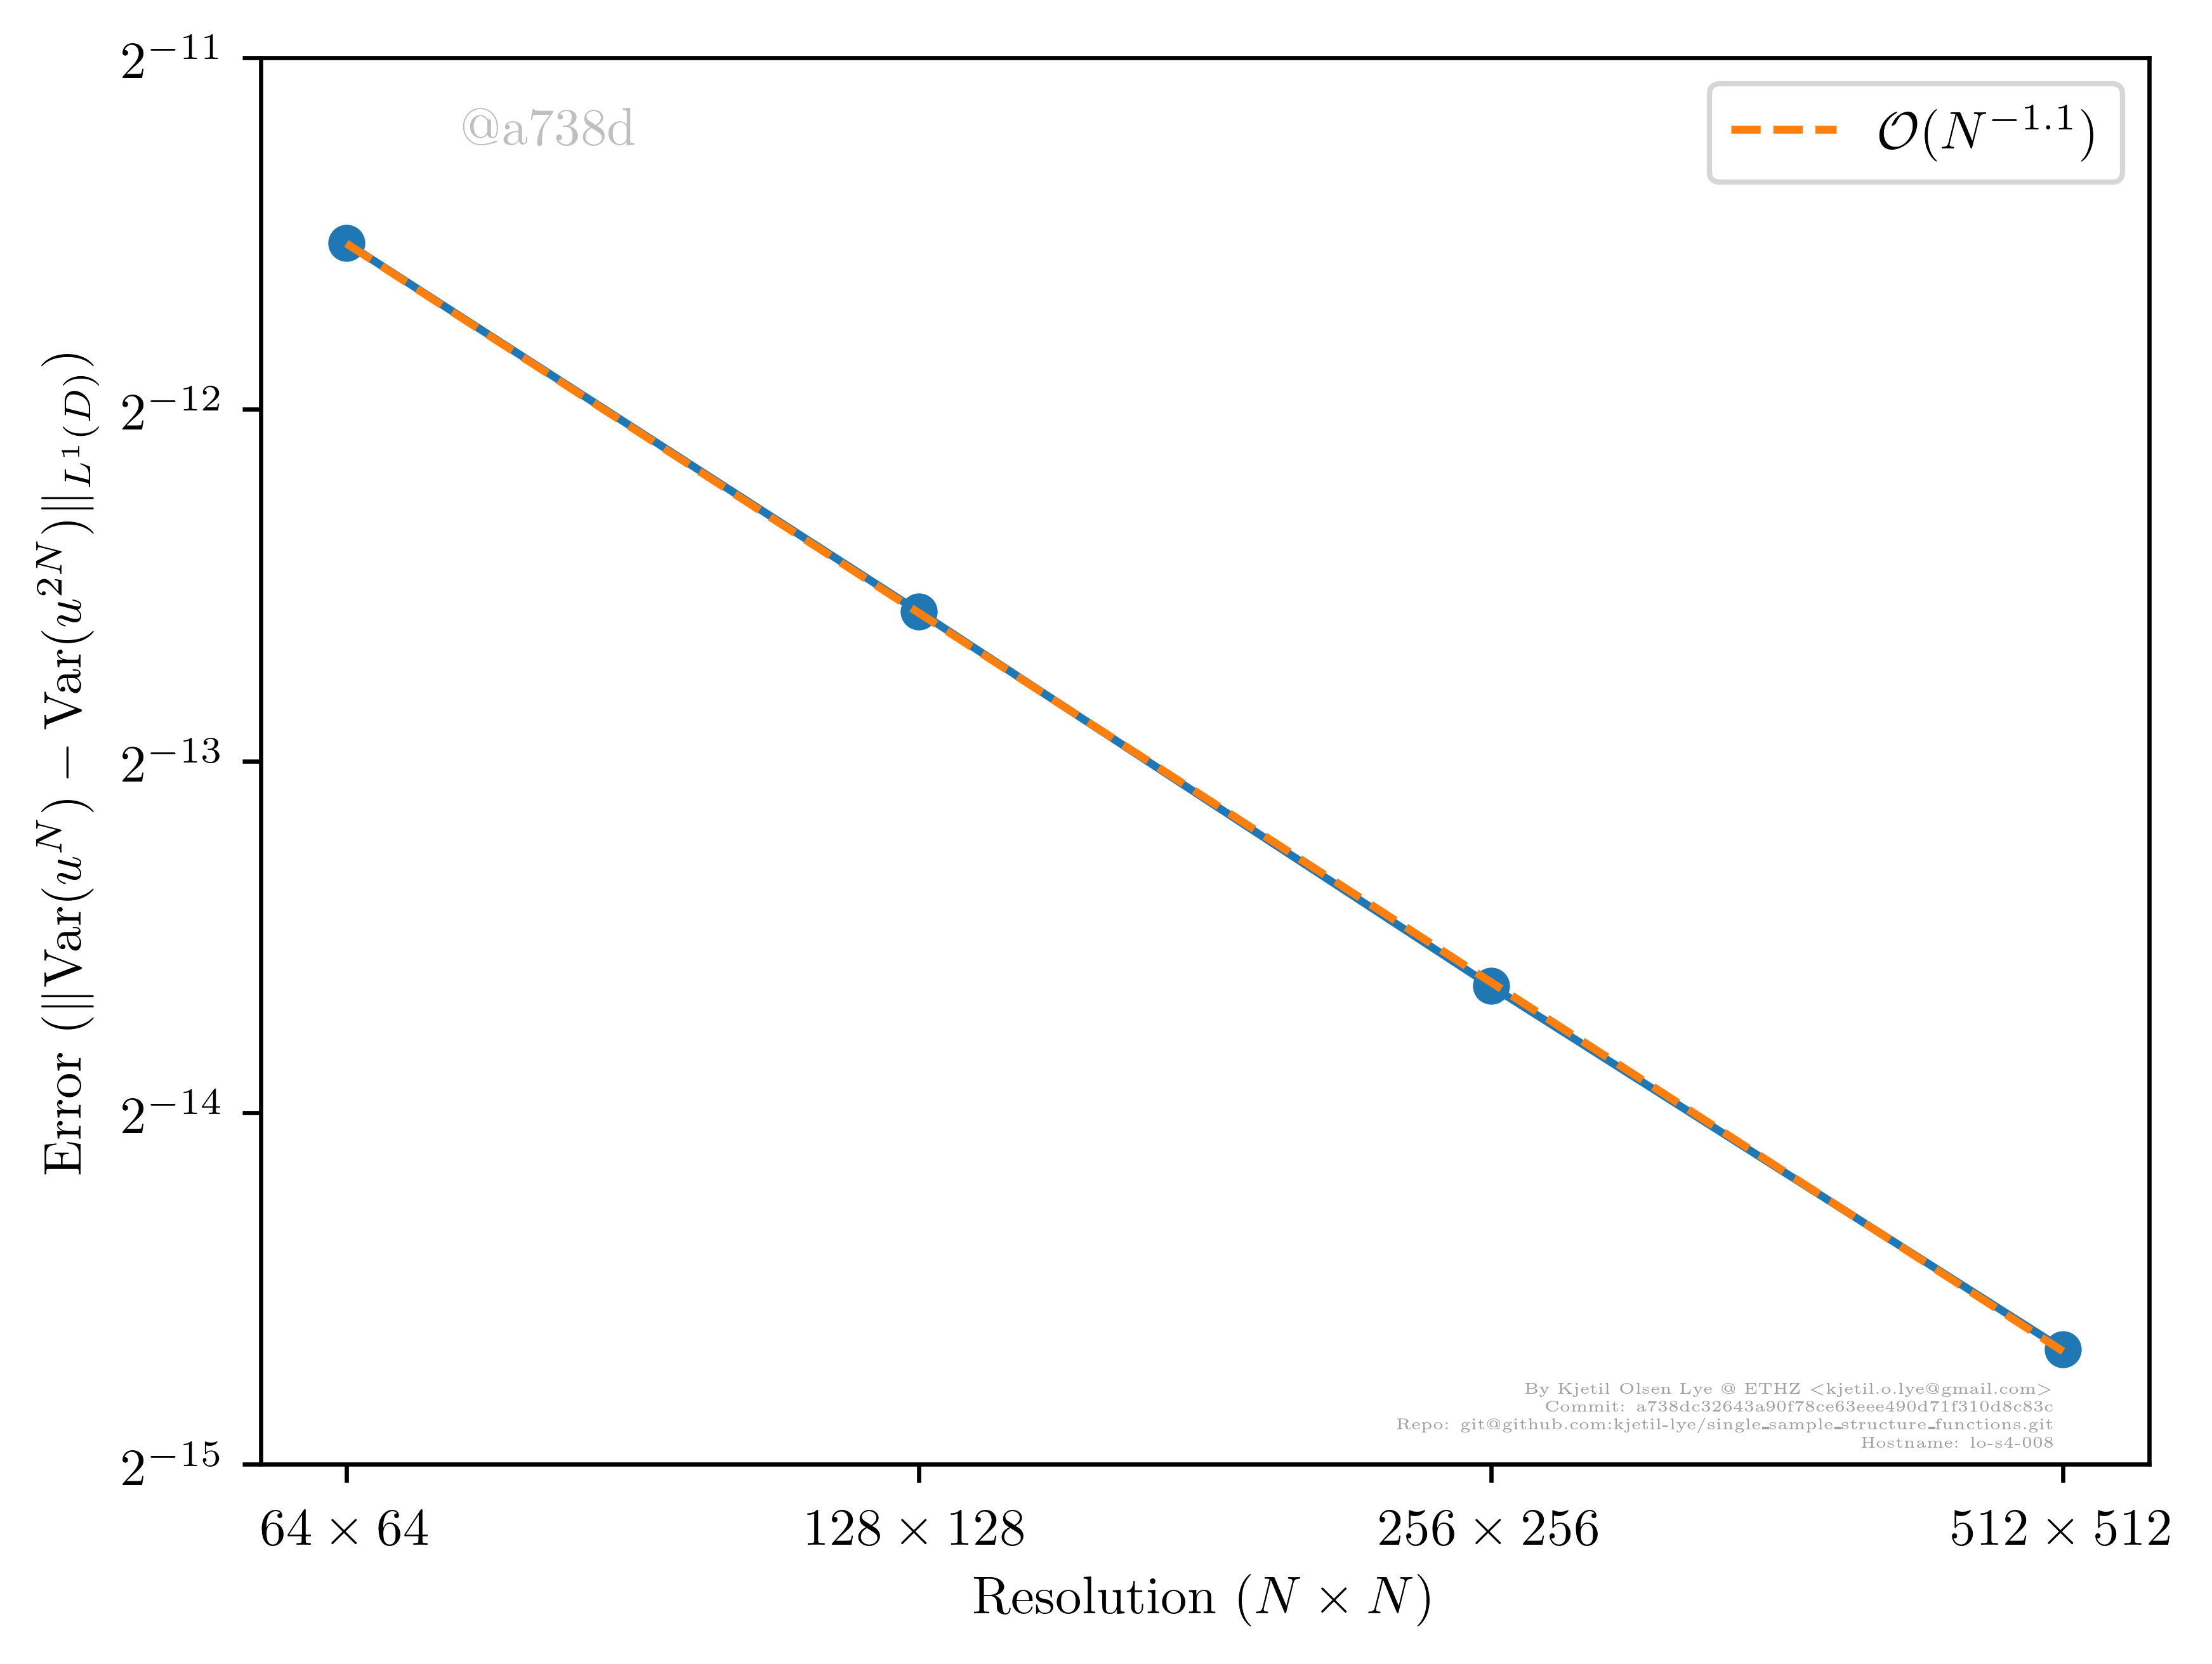 @a738d
𝒪(N^{-1.1})
2^{-11}
2^{-12}
2^{-13}
2^{-14}
2^{-15}
Error (||Var(u^N) − Var(u^{2N})||_{L^1(D)})
By Kjetil Olsen Lye @ ETHZ <kjetil.o.lye@gmail.com>
Commit: a738dc32643a90f78ce63eee490d71f310d8c83c
Repo: git@github.com:kjetil-lye/single_sample_structure_functions.git
Hostname: lo-s4-008
64 × 64
128 × 128
256 × 256
512 × 512
Resolution (N × N)